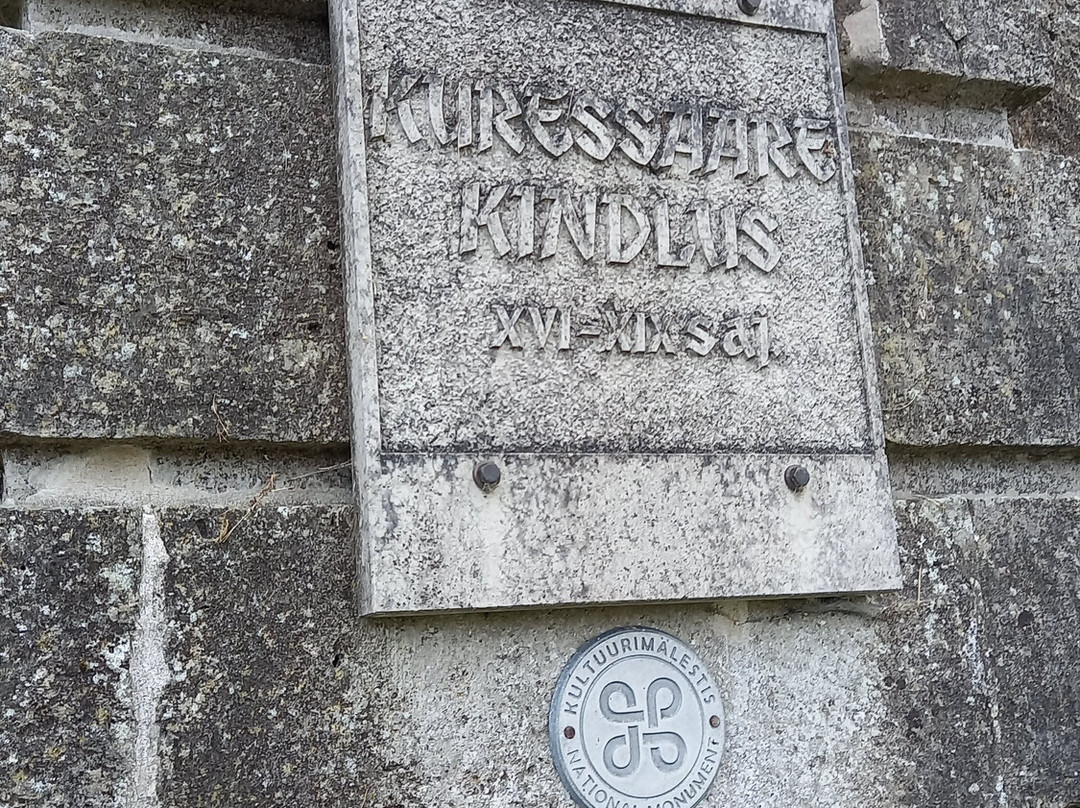 KURESSAARE
KINDLUS
XVI-XIX saj.
KULTUURIMÄLESTIS
NATIONAL MONUMENT